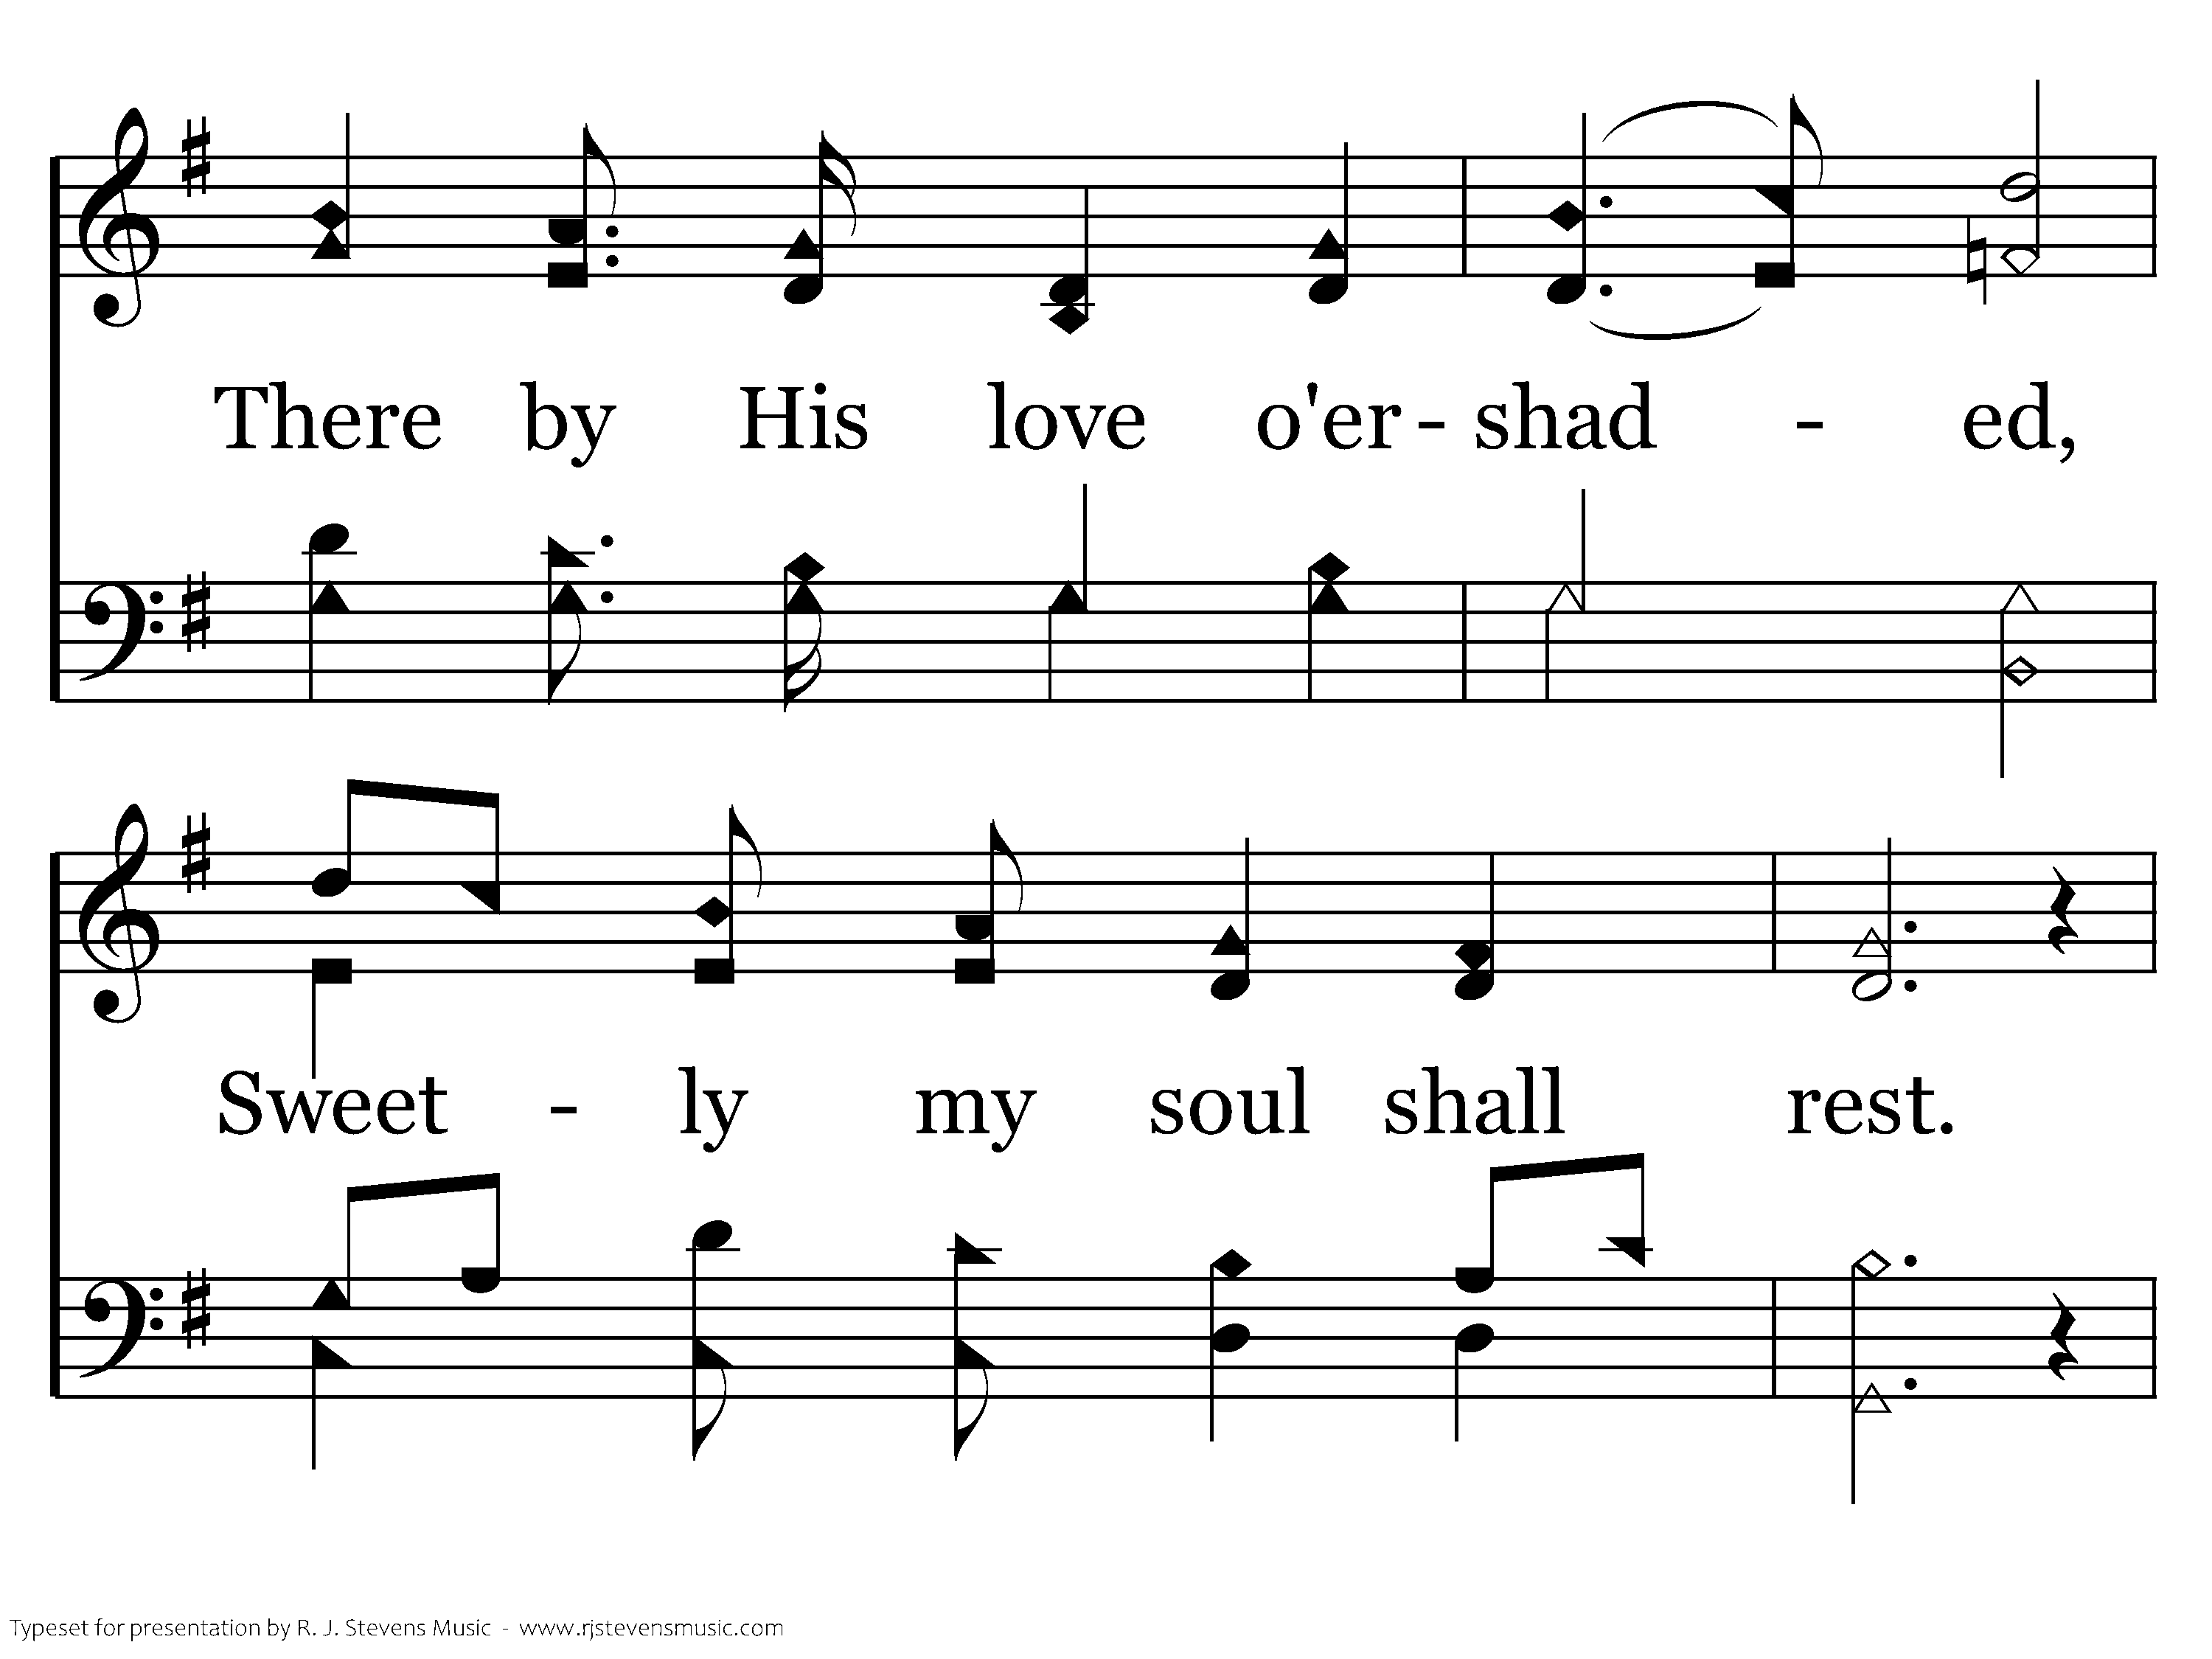 There by His love o'er - shad - ed,
Sweet - ly my soul shall rest.
Typeset for presentation by R. J. Stevens Music - www.rjstevensmusic.com